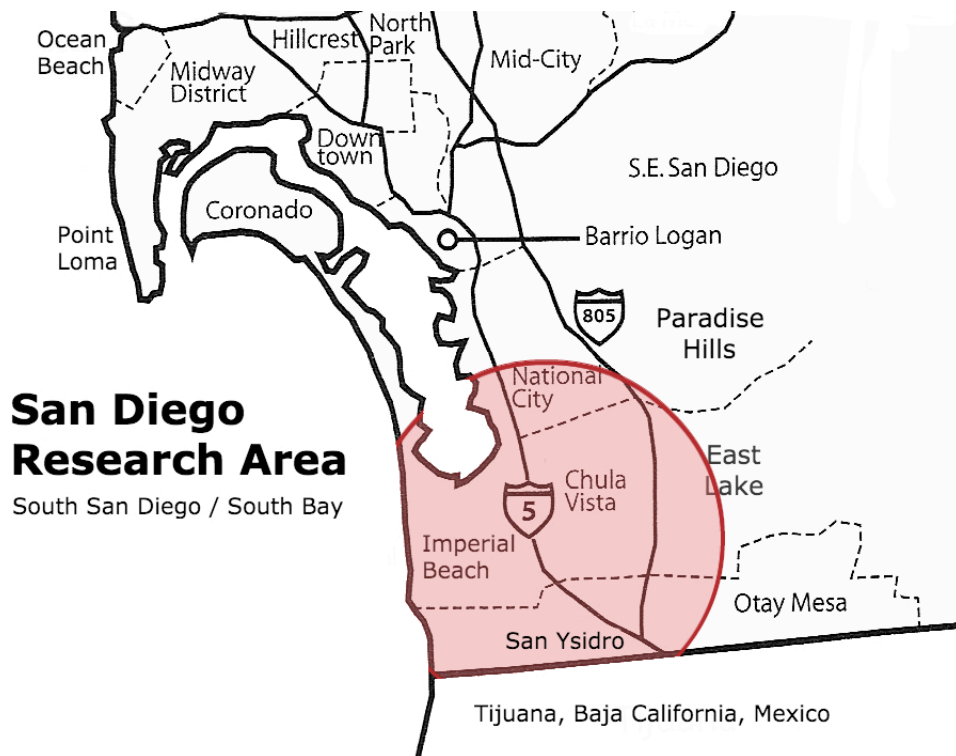 Ocean
Beach
Hillcrest
North
Park
Midway
District
Mid-City
Down
town
S.E. San Diego
Coronado
Point
Loma
Barrio Logan
805
Paradise
Hills
National
City
San Diego
Research Area
South San Diego / South Bay
East
Lake
Chula
Vista
5
Imperial
Beach
Otay Mesa
San Ysidro
Tijuana, Baja California, Mexico